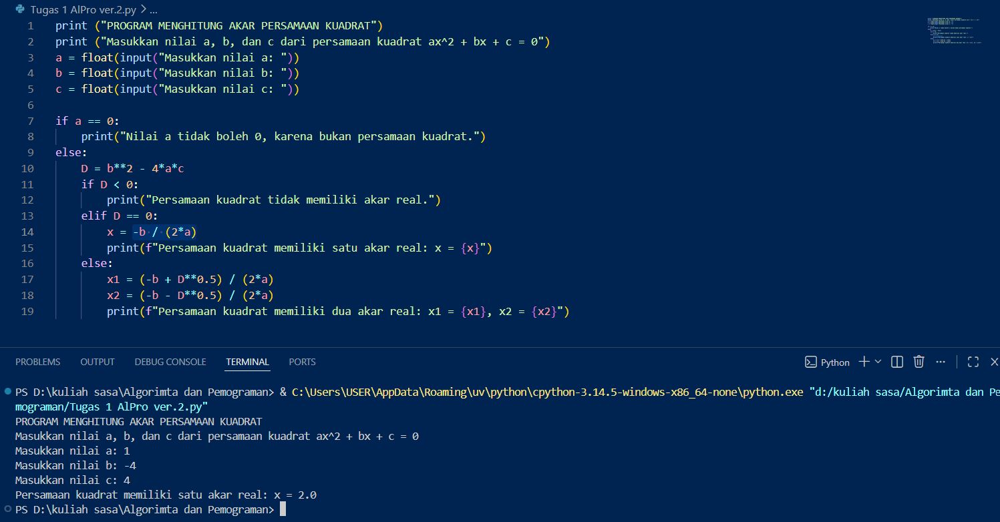 Tugas 1 AlPro ver.2.py > ...
1 print ("PROGRAM MENGHITUNG AKAR PERSAMAAN KUADRAT")
2 print ("Masukkan nilai a, b, dan c dari persamaan kuadrat ax^2 + bx + c = 0")
3 a = float(input("Masukkan nilai a: "))
4 b = float(input("Masukkan nilai b: "))
5 c = float(input("Masukkan nilai c: "))
6
7 if a == 0:
8     print("Nilai a tidak boleh 0, karena bukan persamaan kuadrat.")
9 else:
10     D = b**2 - 4*a*c
11     if D < 0:
12         print("Persamaan kuadrat tidak memiliki akar real.")
13     elif D == 0:
14         x = -b / (2*a)
15         print(f"Persamaan kuadrat memiliki satu akar real: x = {x}")
16     else:
17         x1 = (-b + D**0.5) / (2*a)
18         x2 = (-b - D**0.5) / (2*a)
19         print(f"Persamaan kuadrat memiliki dua akar real: x1 = {x1}, x2 = {x2}")
PROBLEMS OUTPUT DEBUG CONSOLE TERMINAL PORTS Python
PS D:\kuliah sasa\Algorimta dan Pemograman> & C:\Users\USER\AppData\Roaming\uv\python\cpython-3.14.5-windows-x86_64-none\python.exe "d:/kuliah sasa/Algorimta dan Pe
mograman/Tugas 1 AlPro ver.2.py"
PROGRAM MENGHITUNG AKAR PERSAMAAN KUADRAT
Masukkan nilai a, b, dan c dari persamaan kuadrat ax^2 + bx + c = 0
Masukkan nilai a: 1
Masukkan nilai b: -4
Masukkan nilai c: 4
Persamaan kuadrat memiliki satu akar real: x = 2.0
PS D:\kuliah sasa\Algorimta dan Pemograman>